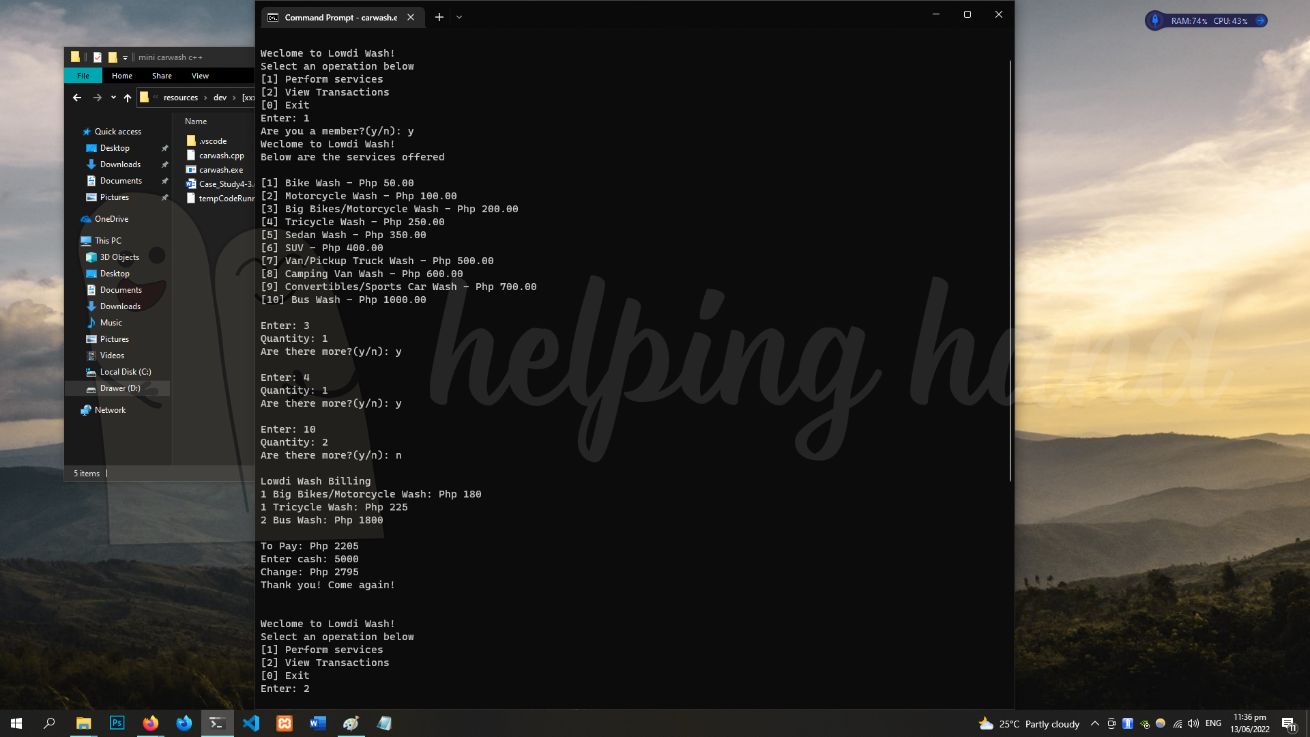 Command Prompt - carwash.e
RAM:74% CPU: 43%
mini carwash c++
File Home Share View
resources › dev › [xx
Name
Quick access
Desktop
Downloads
Documents
Pictures
OneDrive
This PC
3D Objects
Desktop
Documents
Downloads
Music
Pictures
Videos
Local Disk (C:)
Drawer (D:)
Network
.vscode
carwash.cpp
carwash.exe
Case_Study4-3.
tempCodeRunr
5 items
Weclome to Lowdi Wash!
Select an operation below
[1] Perform services
[2] View Transactions
[0] Exit
Enter: 1
Are you a member?(y/n): y
Weclome to Lowdi Wash!
Below are the services offered
[1] Bike Wash - Php 50.00
[2] Motorcycle Wash - Php 100.00
[3] Big Bikes/Motorcycle Wash - Php 200.00
[4] Tricycle Wash - Php 250.00
[5] Sedan Wash - Php 350.00
[6] SUV - Php 400.00
[7] Van/Pickup Truck Wash - Php 500.00
[8] Camping Van Wash - Php 600.00
[9] Convertibles/Sports Car Wash - Php 700.00
[10] Bus Wash - Php 1000.00
Enter: 3
Quantity: 1
Are there more?(y/n): y
Enter: 4
Quantity: 1
Are there more?(y/n): y
Enter: 10
Quantity: 2
Are there more?(y/n): n
Lowdi Wash Billing
1 Big Bikes/Motorcycle Wash: Php 180
1 Tricycle Wash: Php 225
2 Bus Wash: Php 1800
To Pay: Php 2205
Enter cash: 5000
Change: Php 2795
Thank you! Come again!
Weclome to Lowdi Wash!
Select an operation below
[1] Perform services
[2] View Transactions
[0] Exit
Enter: 2
helping hand.
25°C Partly cloudy
ENG
11:36 pm
13/06/2022